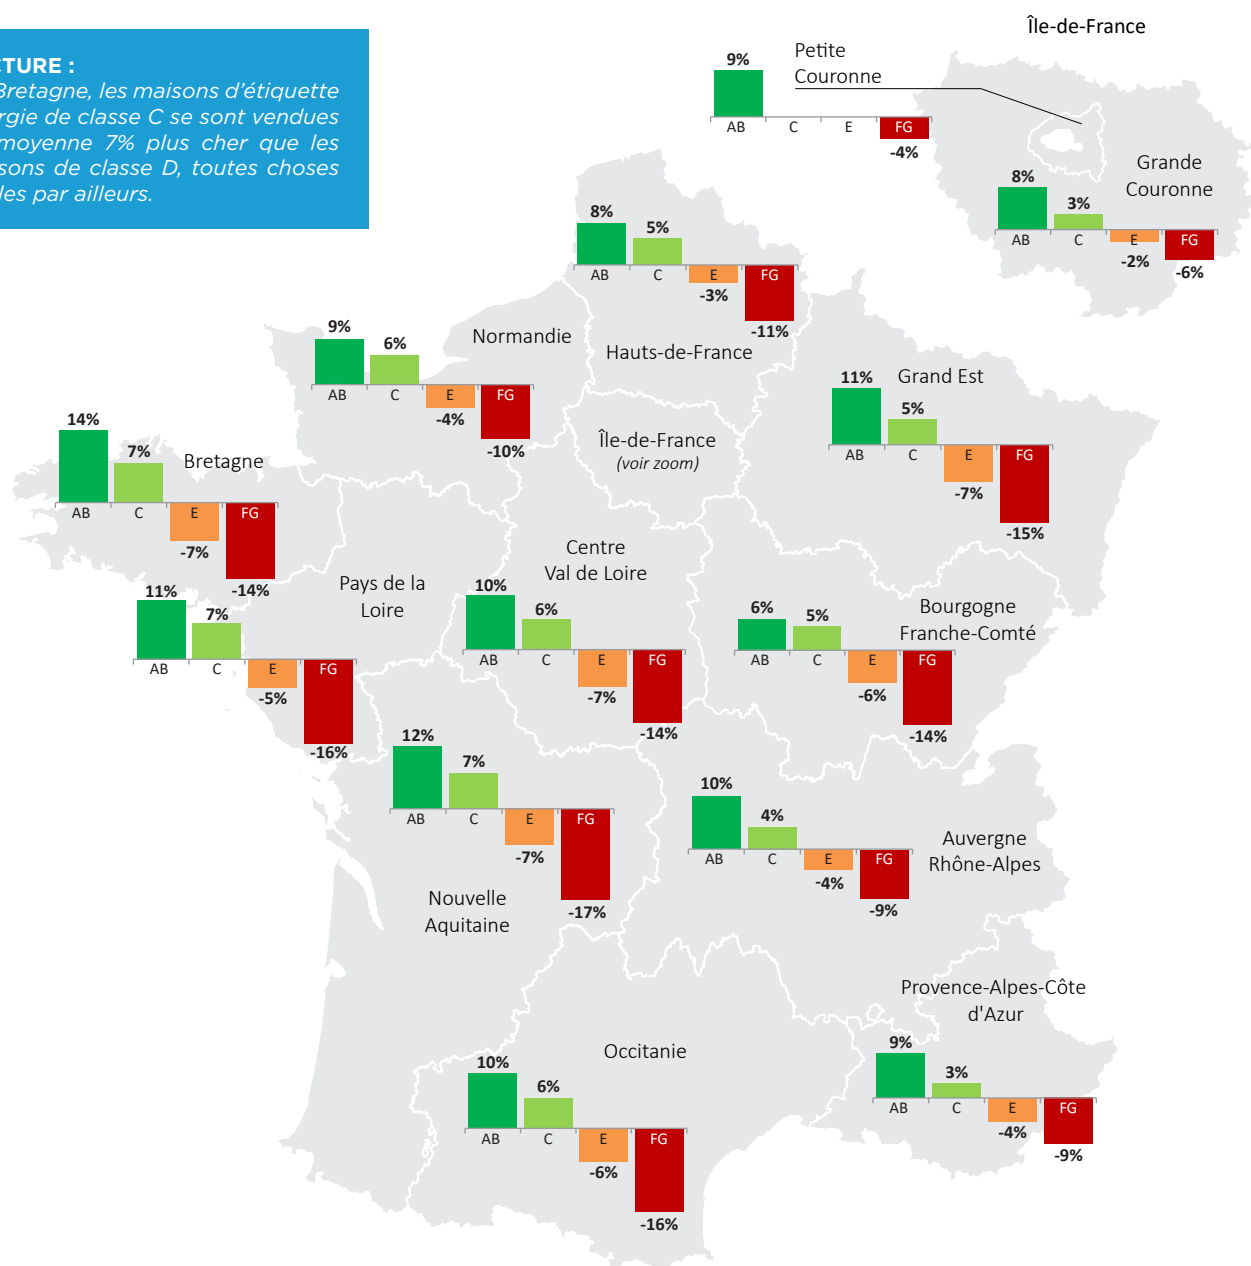 CTURE :
Bretagne, les maisons d'étiquette
rgie de classe C se sont vendues
moyenne 7% plus cher que les
sons de classe D, toutes choses
les par ailleurs.
Île-de-France
Petite
Couronne
9%
AB C E FG
-4%
Grande
Couronne
8%
3%
AB C E FG
-2%
-6%
8%
5%
AB C E FG
-3%
-11%
Hauts-de-France
Normandie
9%
6%
AB C E FG
-4%
-10%
Grand Est
11%
5%
AB C E FG
-7%
-15%
Île-de-France
(voir zoom)
Bretagne
14%
7%
AB C E FG
-7%
-14%
Pays de la
Loire
11%
7%
AB C E FG
-5%
-16%
Centre
Val de Loire
10%
6%
AB C E FG
-7%
-14%
Bourgogne
Franche-Comté
6%
5%
AB C E FG
-6%
-14%
12%
7%
AB C E FG
-7%
-17%
Nouvelle
Aquitaine
10%
4%
AB C E FG
-4%
-9%
Auvergne
Rhône-Alpes
Provence-Alpes-Côte
d'Azur
9%
3%
AB C E FG
-4%
-9%
Occitanie
10%
6%
AB C E FG
-6%
-16%